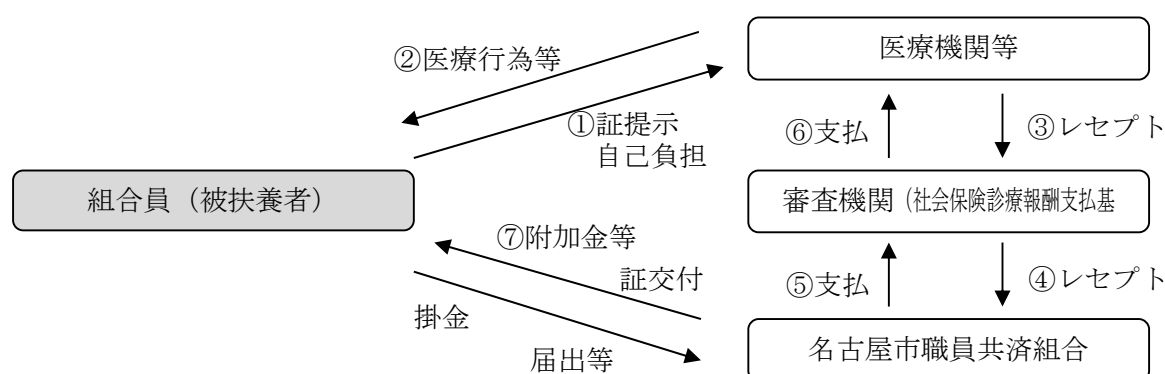 医療機関等
②医療行為等
①証提示
自己負担
⑥支払
③レセプト
組合員（被扶養者）
審査機関（社会保険診療報酬支払基
⑦附加金等
証交付
⑤支払
④レセプト
掛金
届出等
名古屋市職員共済組合